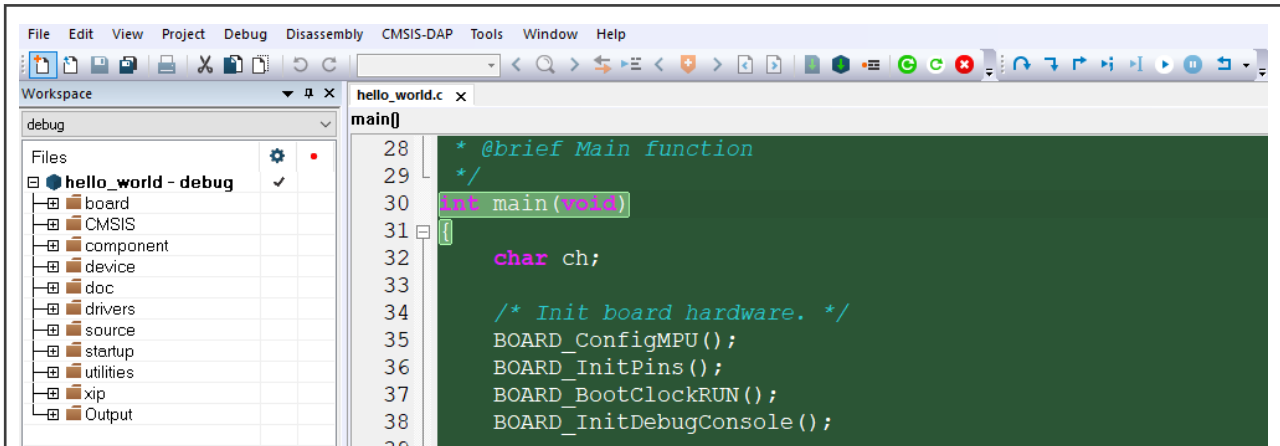 File Edit View Project Debug Disassembly CMSIS-DAP Tools Window Help
Workspace
debug
Files
hello_world - debug
board
CMSIS
component
device
doc
drivers
source
startup
utilities
xip
Output
hello_world.c x
main()
28 * @brief Main function
29 */
30 int main(void)
31 {
32 char ch;
33
34 /* Init board hardware. */
35 BOARD_ConfigMPU();
36 BOARD_InitPins();
37 BOARD_BootClockRUN();
38 BOARD_InitDebugConsole();
39